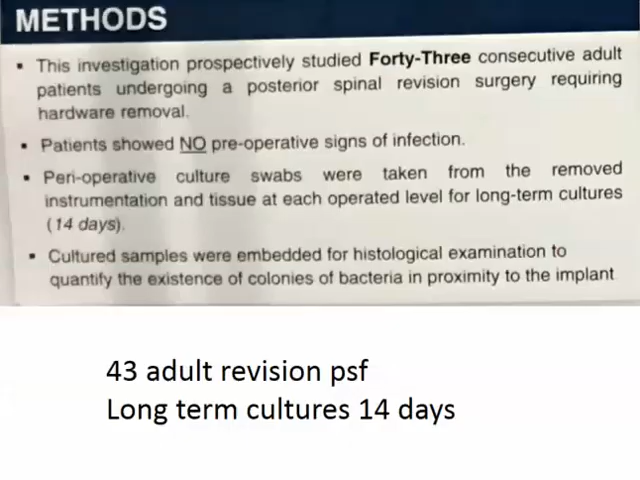 METHODS
▪ This investigation prospectively studied Forty-Three consecutive adult
patients undergoing a posterior spinal revision surgery requiring
hardware removal.
▪ Patients showed NO pre-operative signs of infection.
▪ Peri-operative culture swabs were taken from the removed
instrumentation and tissue at each operated level for long-term cultures
(14 days).
▪ Cultured samples were embedded for histological examination to
quantify the existence of colonies of bacteria in proximity to the implant
43 adult revision psf
Long term cultures 14 days